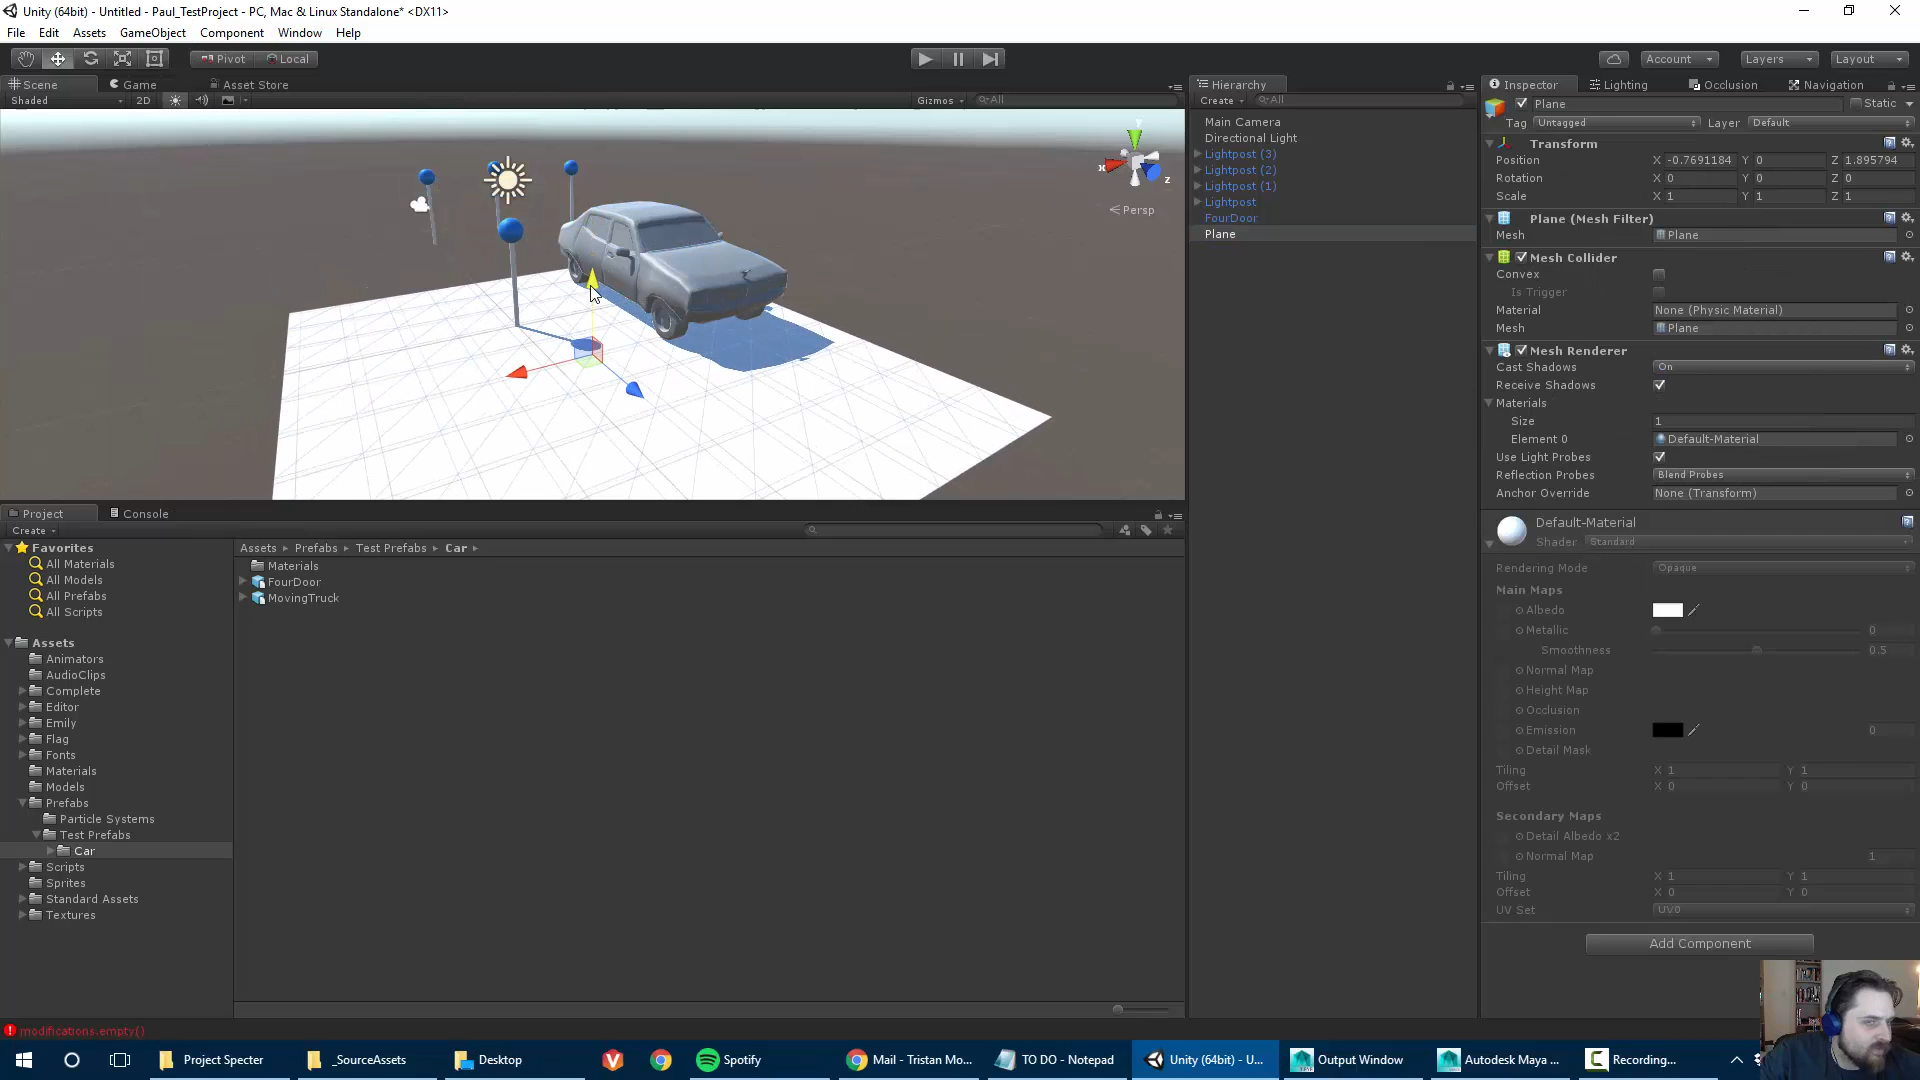 Unity (64bit) - Untitled - Paul_TestProject - PC, Mac & Linux Standalone* <DX11>
File Edit Assets GameObject Component Window Help
Pivot Local Account Layers Layout
Scene Game Asset Store
Shaded 2D Gizmos All
y
x
z
Persp
Hierarchy
Create All
Main Camera
Directional Light
Lightpost (3)
Lightpost (2)
Lightpost (1)
Lightpost
FourDoor
Plane
Inspector Lighting Occlusion Navigation
Plane Static
Tag Untagged Layer Default
Transform
Position X -0.7691184 Y 0 Z 1.895794
Rotation X 0 Y 0 Z 0
Scale X 1 Y 1 Z 1
Plane (Mesh Filter)
Mesh Plane
Mesh Collider
Convex
Is Trigger
Material None (Physic Material)
Mesh Plane
Mesh Renderer
Cast Shadows On
Receive Shadows
Materials
Size 1
Element 0 Default-Material
Use Light Probes
Reflection Probes Blend Probes
Anchor Override None (Transform)
Default-Material
Shader Standard
Rendering Mode Opaque
Main Maps
Albedo
Metallic 0
Smoothness 0.5
Normal Map
Height Map
Occlusion
Emission 0
Detail Mask
Tiling X 1 Y 1
Offset X 0 Y 0
Secondary Maps
Detail Albedo x2
Normal Map 1
Tiling X 1 Y 1
Offset X 0 Y 0
UV Set UV0
Add Component
Project Console
Create
Favorites
All Materials
All Models
All Prefabs
All Scripts
Assets
Animators
AudioClips
Complete
Editor
Emily
Flag
Fonts
Materials
Models
Prefabs
Particle Systems
Test Prefabs
Car
Scripts
Sprites
Standard Assets
Textures
Assets Prefabs Test Prefabs Car
Materials
FourDoor
MovingTruck
modifications.empty()
Project Specter _SourceAssets Desktop Spotify Mail - Tristan Mo... TO DO - Notepad Unity (64bit) - U... Output Window Autodesk Maya ... Recording...